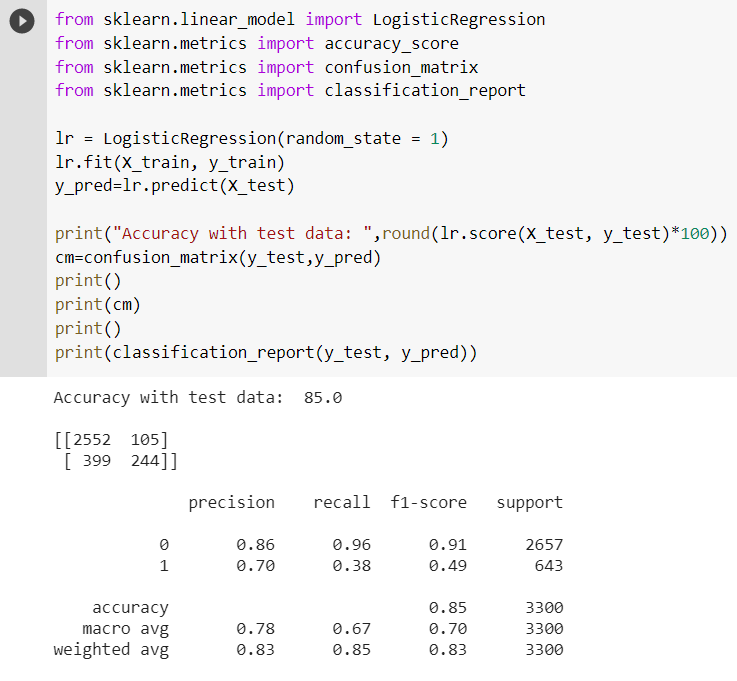 from sklearn.linear_model import LogisticRegression
from sklearn.metrics import accuracy_score
from sklearn.metrics import confusion_matrix
from sklearn.metrics import classification_report
lr = LogisticRegression(random_state = 1)
lr.fit(X_train, y_train)
y_pred=lr.predict(X_test)
print("Accuracy with test data: ",round(lr.score(X_test, y_test)*100))
cm=confusion_matrix(y_test,y_pred)
print()
print(cm)
print()
print(classification_report(y_test, y_pred))
Accuracy with test data:  85.0
[[2552  105]
 [ 399  244]]
precision    recall  f1-score   support
0       0.86      0.96      0.91      2657
1       0.70      0.38      0.49       643
accuracy                           0.85      3300
macro avg       0.78      0.67      0.70      3300
weighted avg       0.83      0.85      0.83      3300